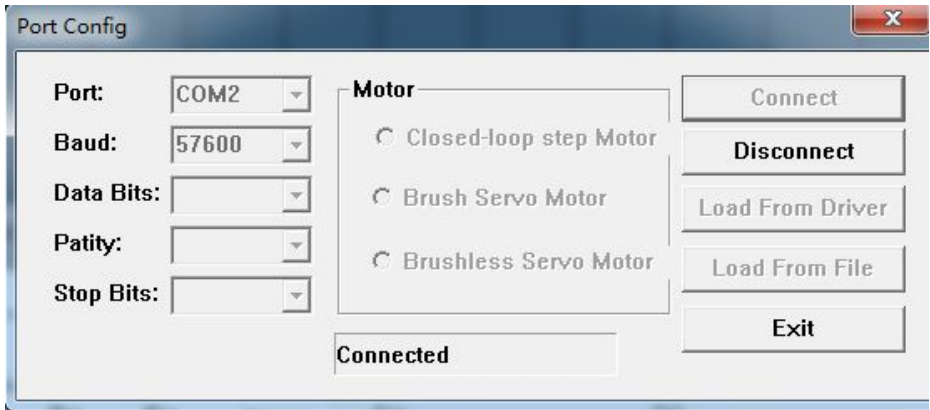 Port Config
Port: COM2
Baud: 57600
Data Bits:
Patity:
Stop Bits:
Motor
Closed-loop step Motor
Brush Servo Motor
Brushless Servo Motor
Connected
Connect
Disconnect
Load From Driver
Load From File
Exit